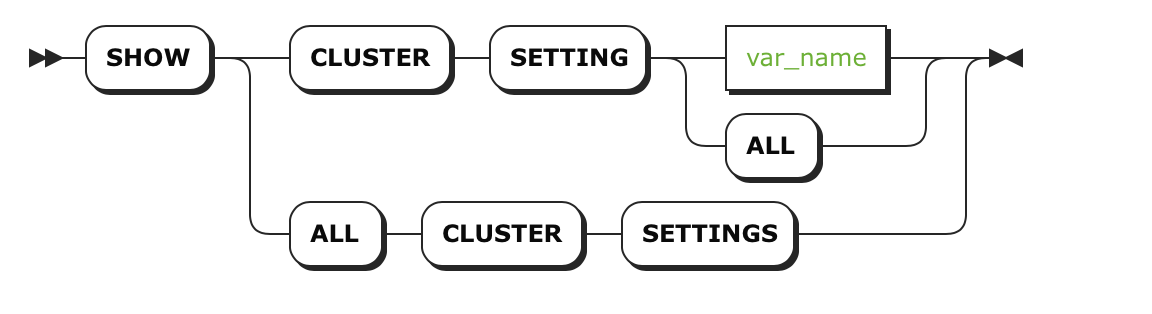 SHOW CLUSTER SETTING var_name
ALL
ALL CLUSTER SETTINGS